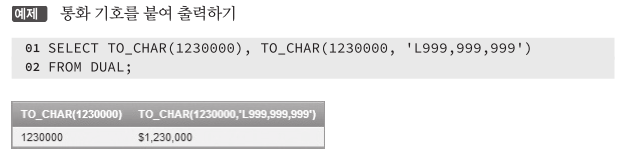 예제 통화 기호를 붙여 출력하기
01 SELECT TO_CHAR(1230000), TO_CHAR(1230000, 'L999,999,999')
02 FROM DUAL;
TO_CHAR(1230000) TO_CHAR(1230000,'L999,999,999')
1230000 $1,230,000